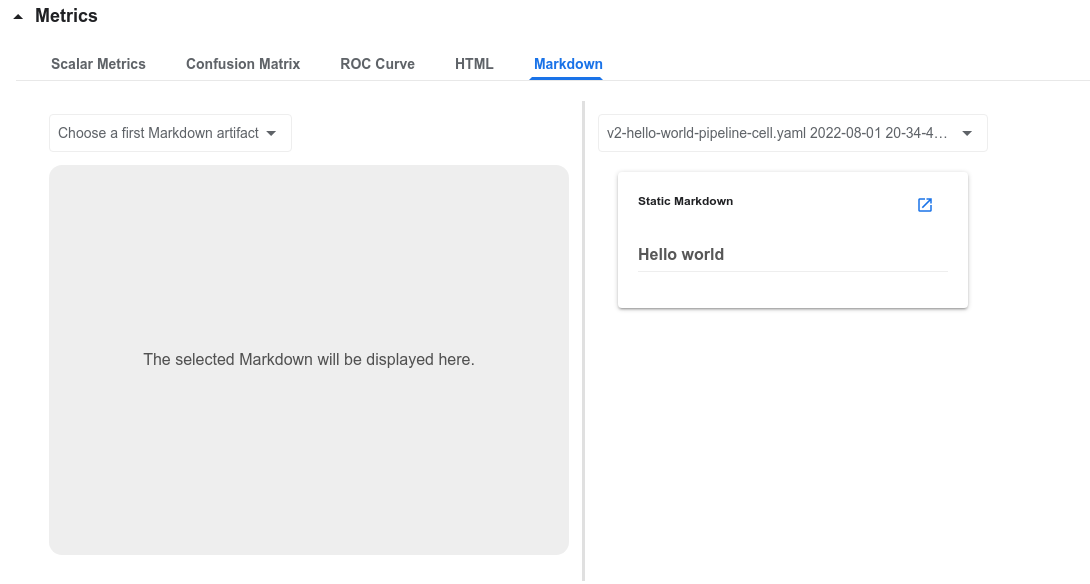 Metrics
Scalar Metrics Confusion Matrix ROC Curve HTML Markdown
Choose a first Markdown artifact
The selected Markdown will be displayed here.
v2-hello-world-pipeline-cell.yaml 2022-08-01 20-34-4…
Static Markdown
Hello world